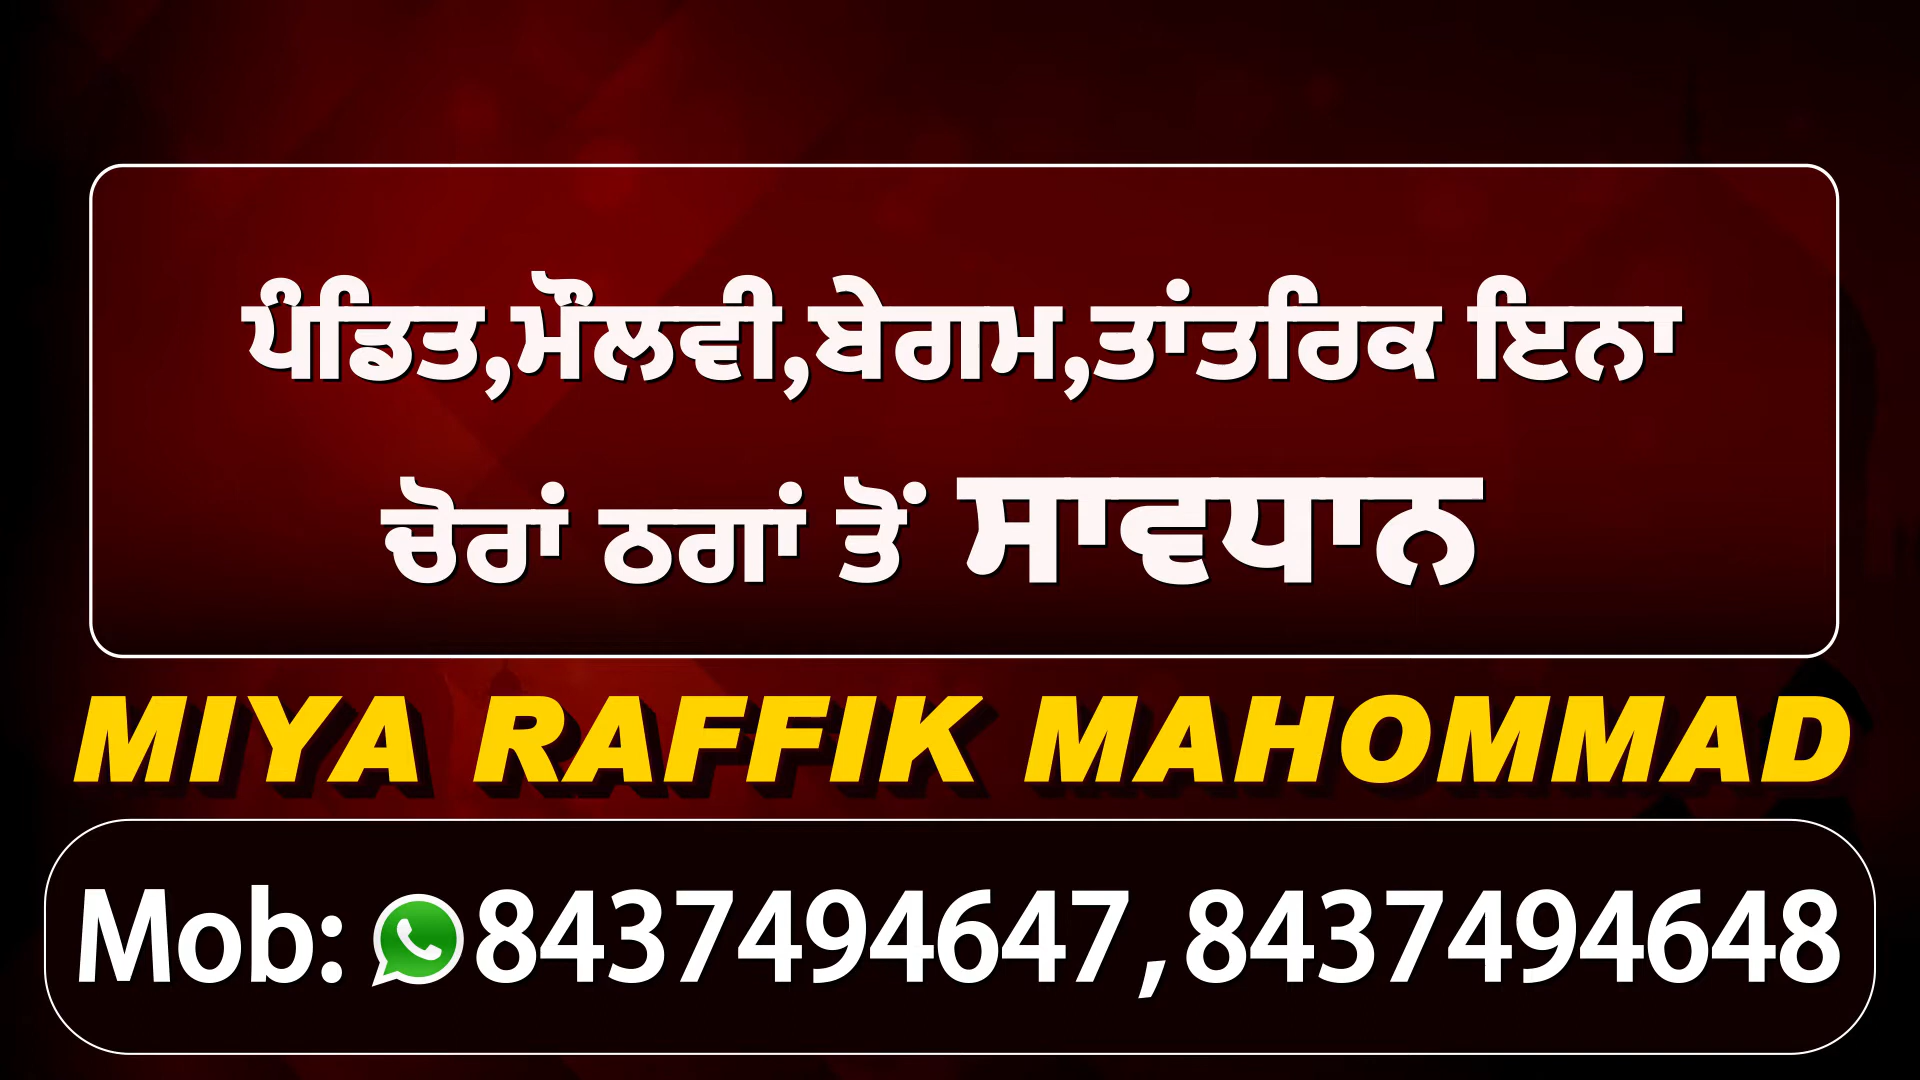 ਪੰਡਿਤ,ਮੌਲਵੀ,ਬੇਗਮ,ਤਾਂਤਰਿਕ ਇਨਾ
ਚੋਰਾਂ ਠਗਾਂ ਤੋਂ ਸਾਵਧਾਨ
MIYA RAFFIK MAHOMMAD
Mob: 8437494647, 8437494648